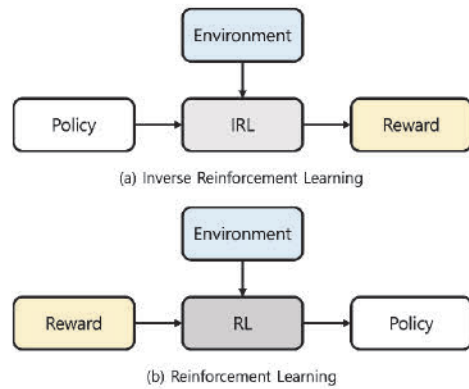 Environment
Policy
IRL
Reward
(a) Inverse Reinforcement Learning
Environment
Reward
RL
Policy
(b) Reinforcement Learning